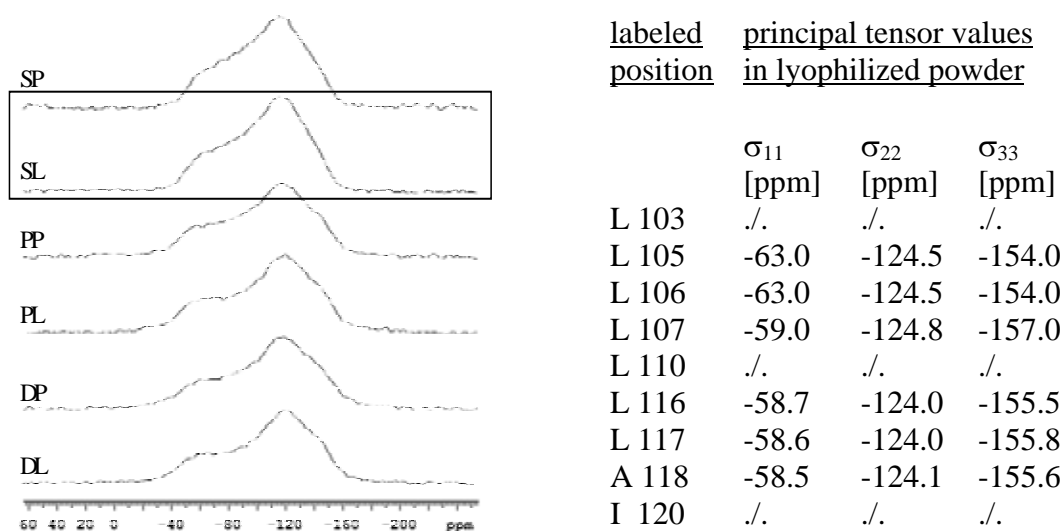 SP
SL
PP
PL
DP
DL
60 40 20 0 -40 -80 -120 -160 -200 ppm
labeled position principal tensor values in lyophilized powder
σ11 σ22 σ33
[ppm] [ppm] [ppm]
L 103 ./. ./. ./.
L 105 -63.0 -124.5 -154.0
L 106 -63.0 -124.5 -154.0
L 107 -59.0 -124.8 -157.0
L 110 ./. ./. ./.
L 116 -58.7 -124.0 -155.5
L 117 -58.6 -124.0 -155.8
A 118 -58.5 -124.1 -155.6
I 120 ./. ./. ./.